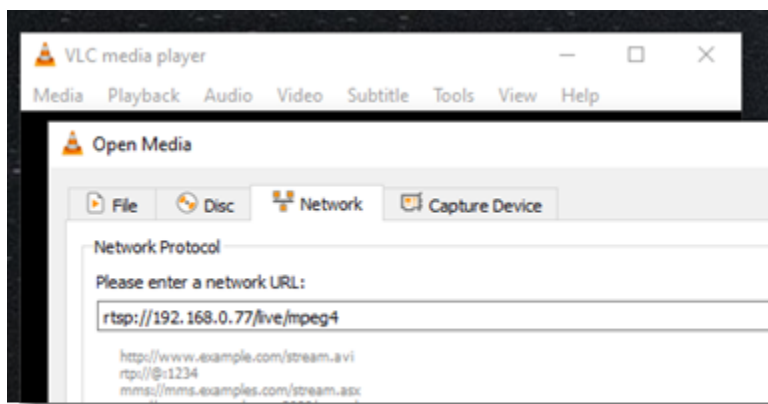 VLC media player
Media Playback Audio Video Subtitle Tools View Help
Open Media
File Disc Network Capture Device
Network Protocol
Please enter a network URL:
rtsp://192.168.0.77/live/mpeg4
http://www.example.com/stream.avi
rtp://@:1234
mms://mms.examples.com/stream.asx